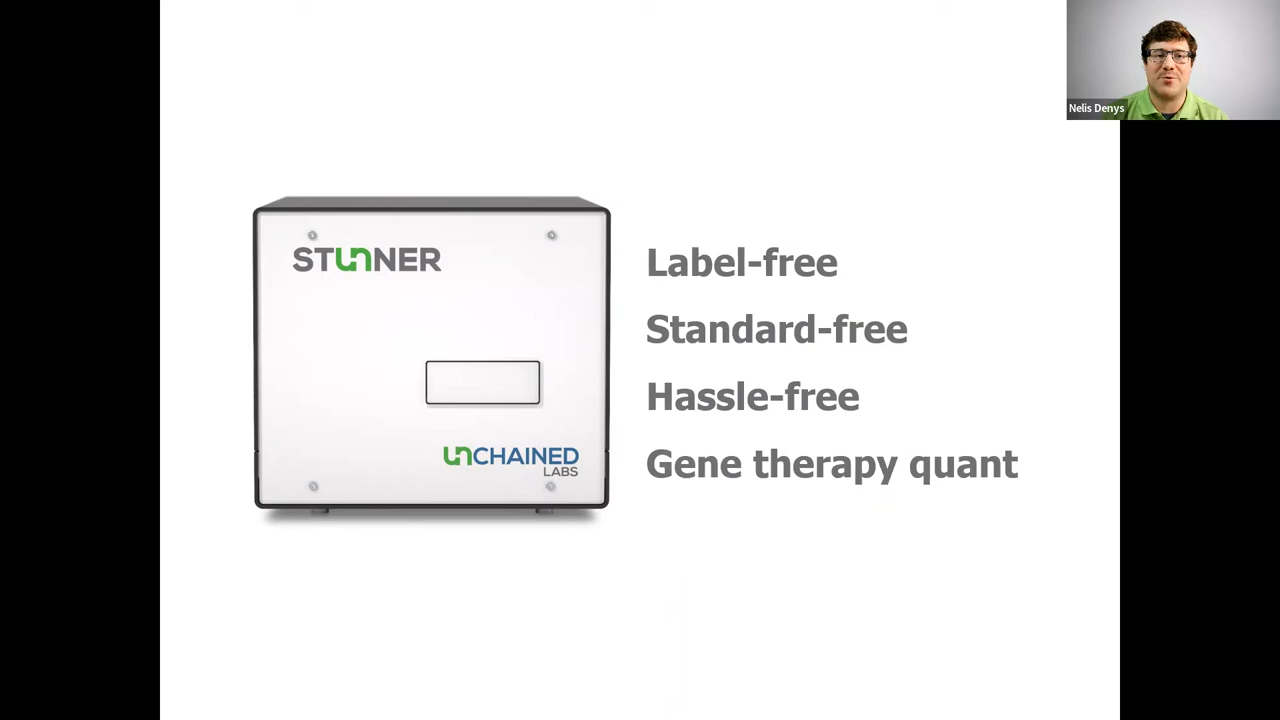 Nelis Denys
STUNNER
Label-free
Standard-free
Hassle-free
Gene therapy quant
UNCHAINED
LABS